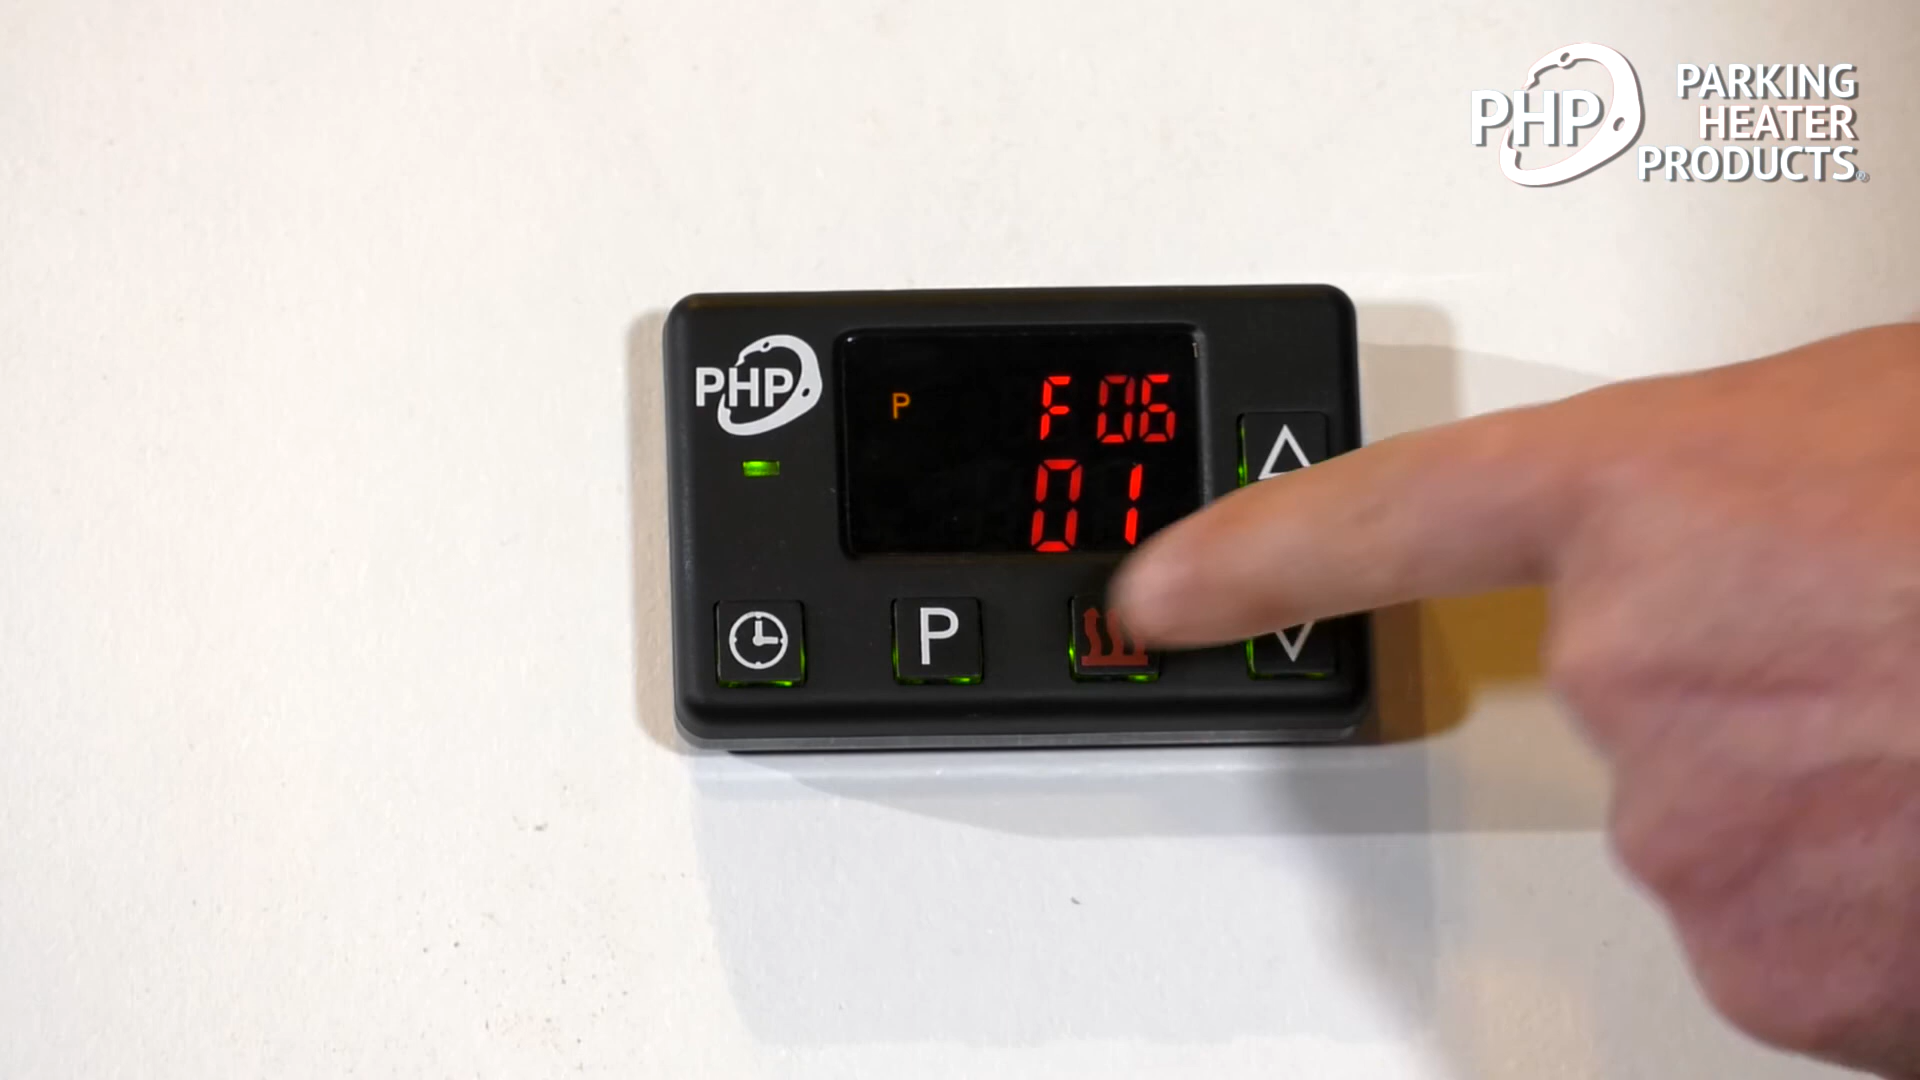 PHP PARKING
HEATER
PRODUCTS®
PHP
P F06
01
P